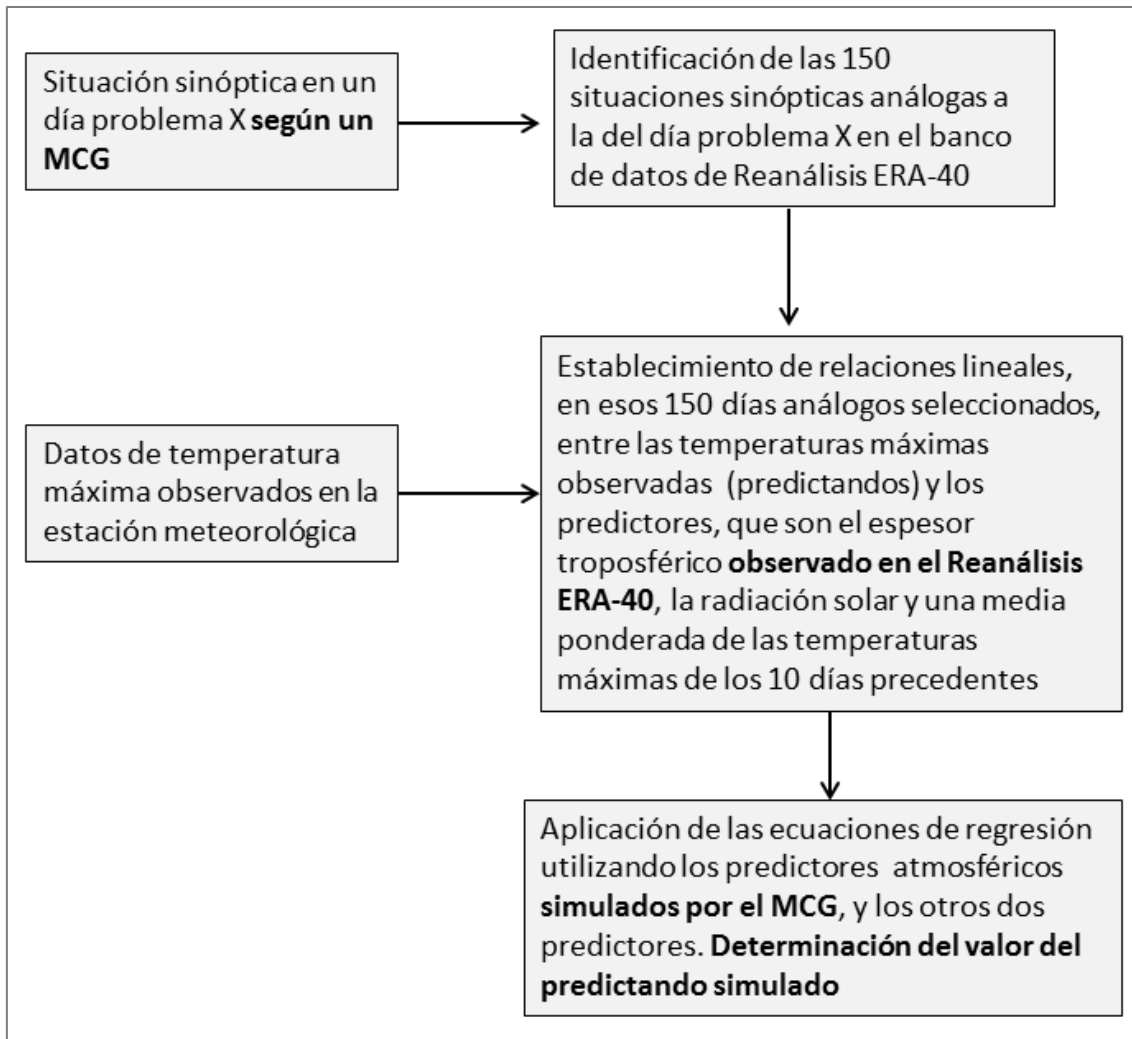 Situación sinóptica en un
día problema X según un
MCG
Identificación de las 150
situaciones sinópticas análogas a
la del día problema X en el banco
de datos de Reanálisis ERA-40
Datos de temperatura
máxima observados en la
estación meteorológica
Establecimiento de relaciones lineales,
en esos 150 días análogos seleccionados,
entre las temperaturas máximas
observadas (predictandos) y los
predictores, que son el espesor
troposférico observado en el Reanálisis
ERA-40, la radiación solar y una media
ponderada de las temperaturas
máximas de los 10 días precedentes
Aplicación de las ecuaciones de regresión
utilizando los predictores atmosféricos
simulados por el MCG, y los otros dos
predictores. Determinación del valor del
predictando simulado